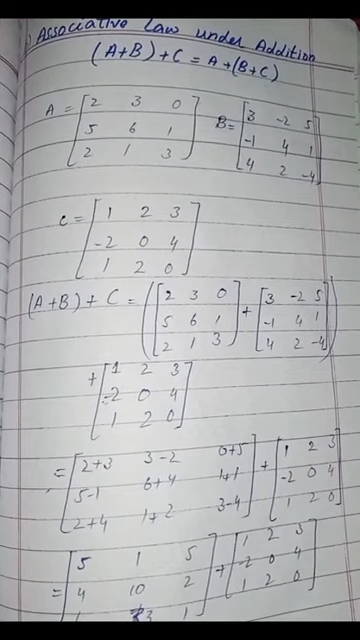 Associative Law under Addition
(A+B)+C = A+(B+C)
A = [2 3 0
5 6 1
2 1 3]
B = [3 -2 5
-1 4 1
4 2 -4]
C = [1 2 3
-2 0 4
1 2 0]
(A+B)+C = ([2 3 0
5 6 1
2 1 3] + [3 -2 5
-1 4 1
4 2 -4])
+ [1 2 3
-2 0 4
1 2 0]
= [2+3 3-2 0+5
5-1 6+4 1+1
2+4 1+2 3-4] + [1 2 3
-2 0 4
1 2 0]
= [5 1 5
4 10 2
3 1] + [1 2 3
-2 0 4
1 2 0]